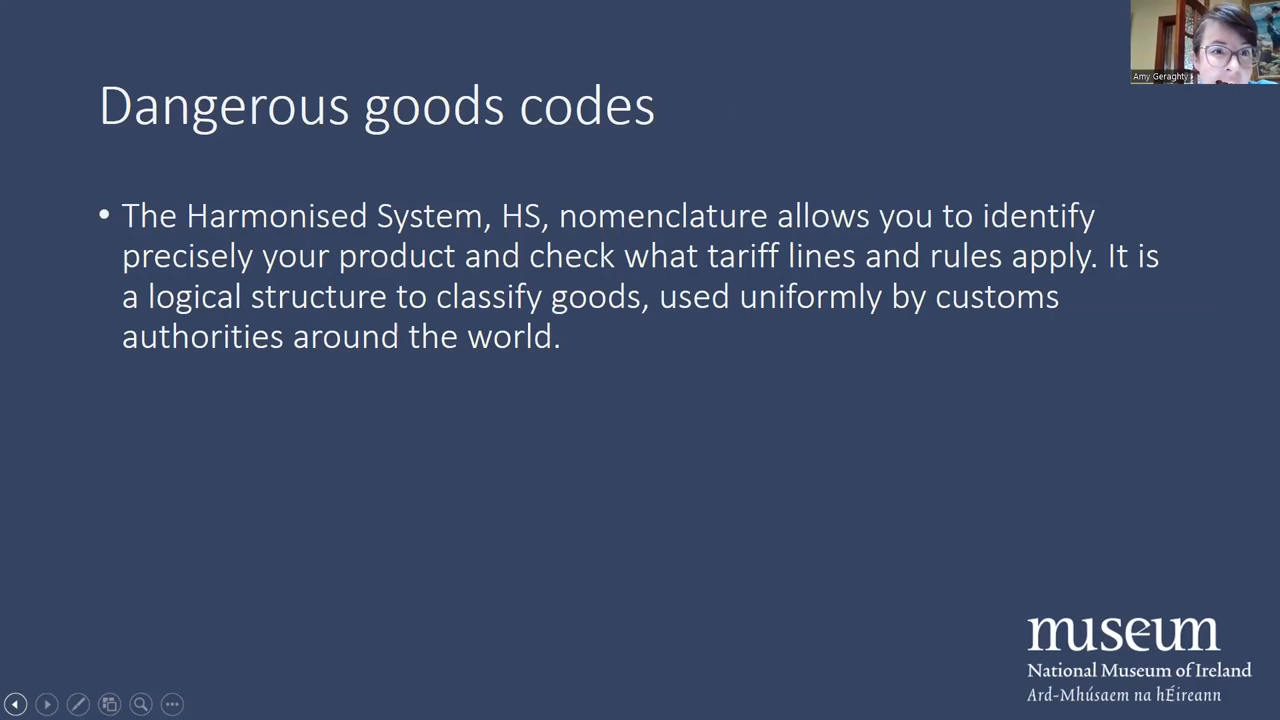 Amy Geraghty
Dangerous goods codes
• The Harmonised System, HS, nomenclature allows you to identify
precisely your product and check what tariff lines and rules apply. It is
a logical structure to classify goods, used uniformly by customs
authorities around the world.
museum
National Museum of Ireland
Ard-Mhúsaem na hÉireann